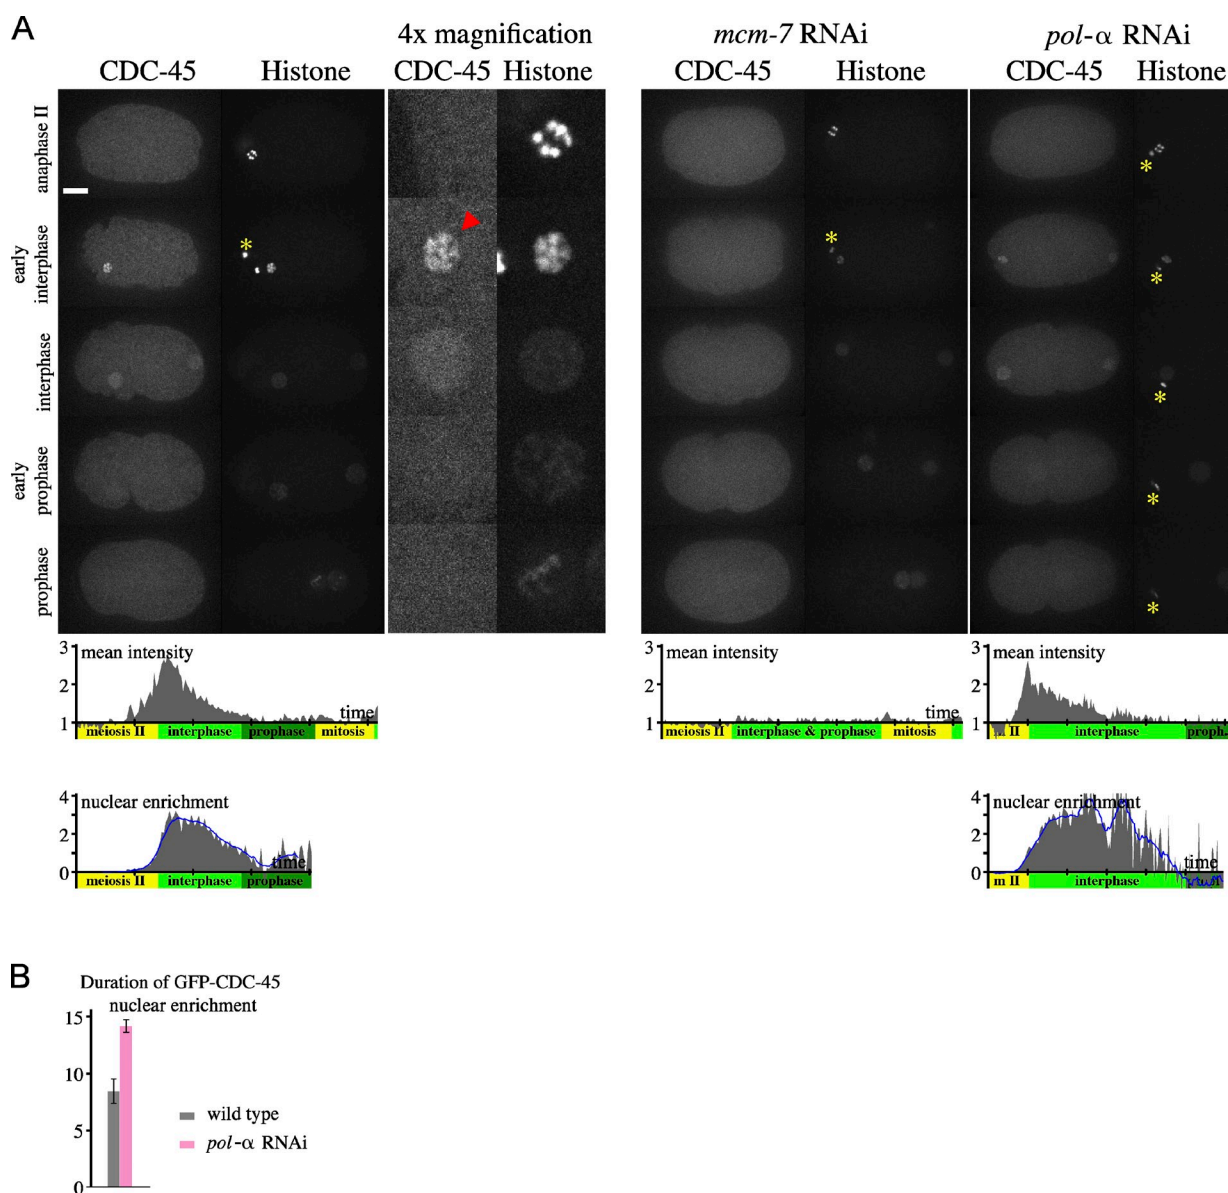 A
4x magnification
mcm-7 RNAi
pol-α RNAi
CDC-45 Histone CDC-45 Histone CDC-45 Histone CDC-45 Histone
anaphase II
*
early
interphase
* * *
interphase
*
early
prophase
*
prophase
*
3 mean intensity
2
1
time
meiosis II interphase prophase mitosis
mean intensity
3
2
1
time
meiosis II interphase & prophase mitosis
3 mean intensity
2
1
II interphase proph.
4 nuclear enrichment
2
0
time
meiosis II interphase prophase
4 nuclear enrichment
2
0
time
m II interphase
B
Duration of GFP-CDC-45
nuclear enrichment
15
10
5
0
wild type
pol-α RNAi